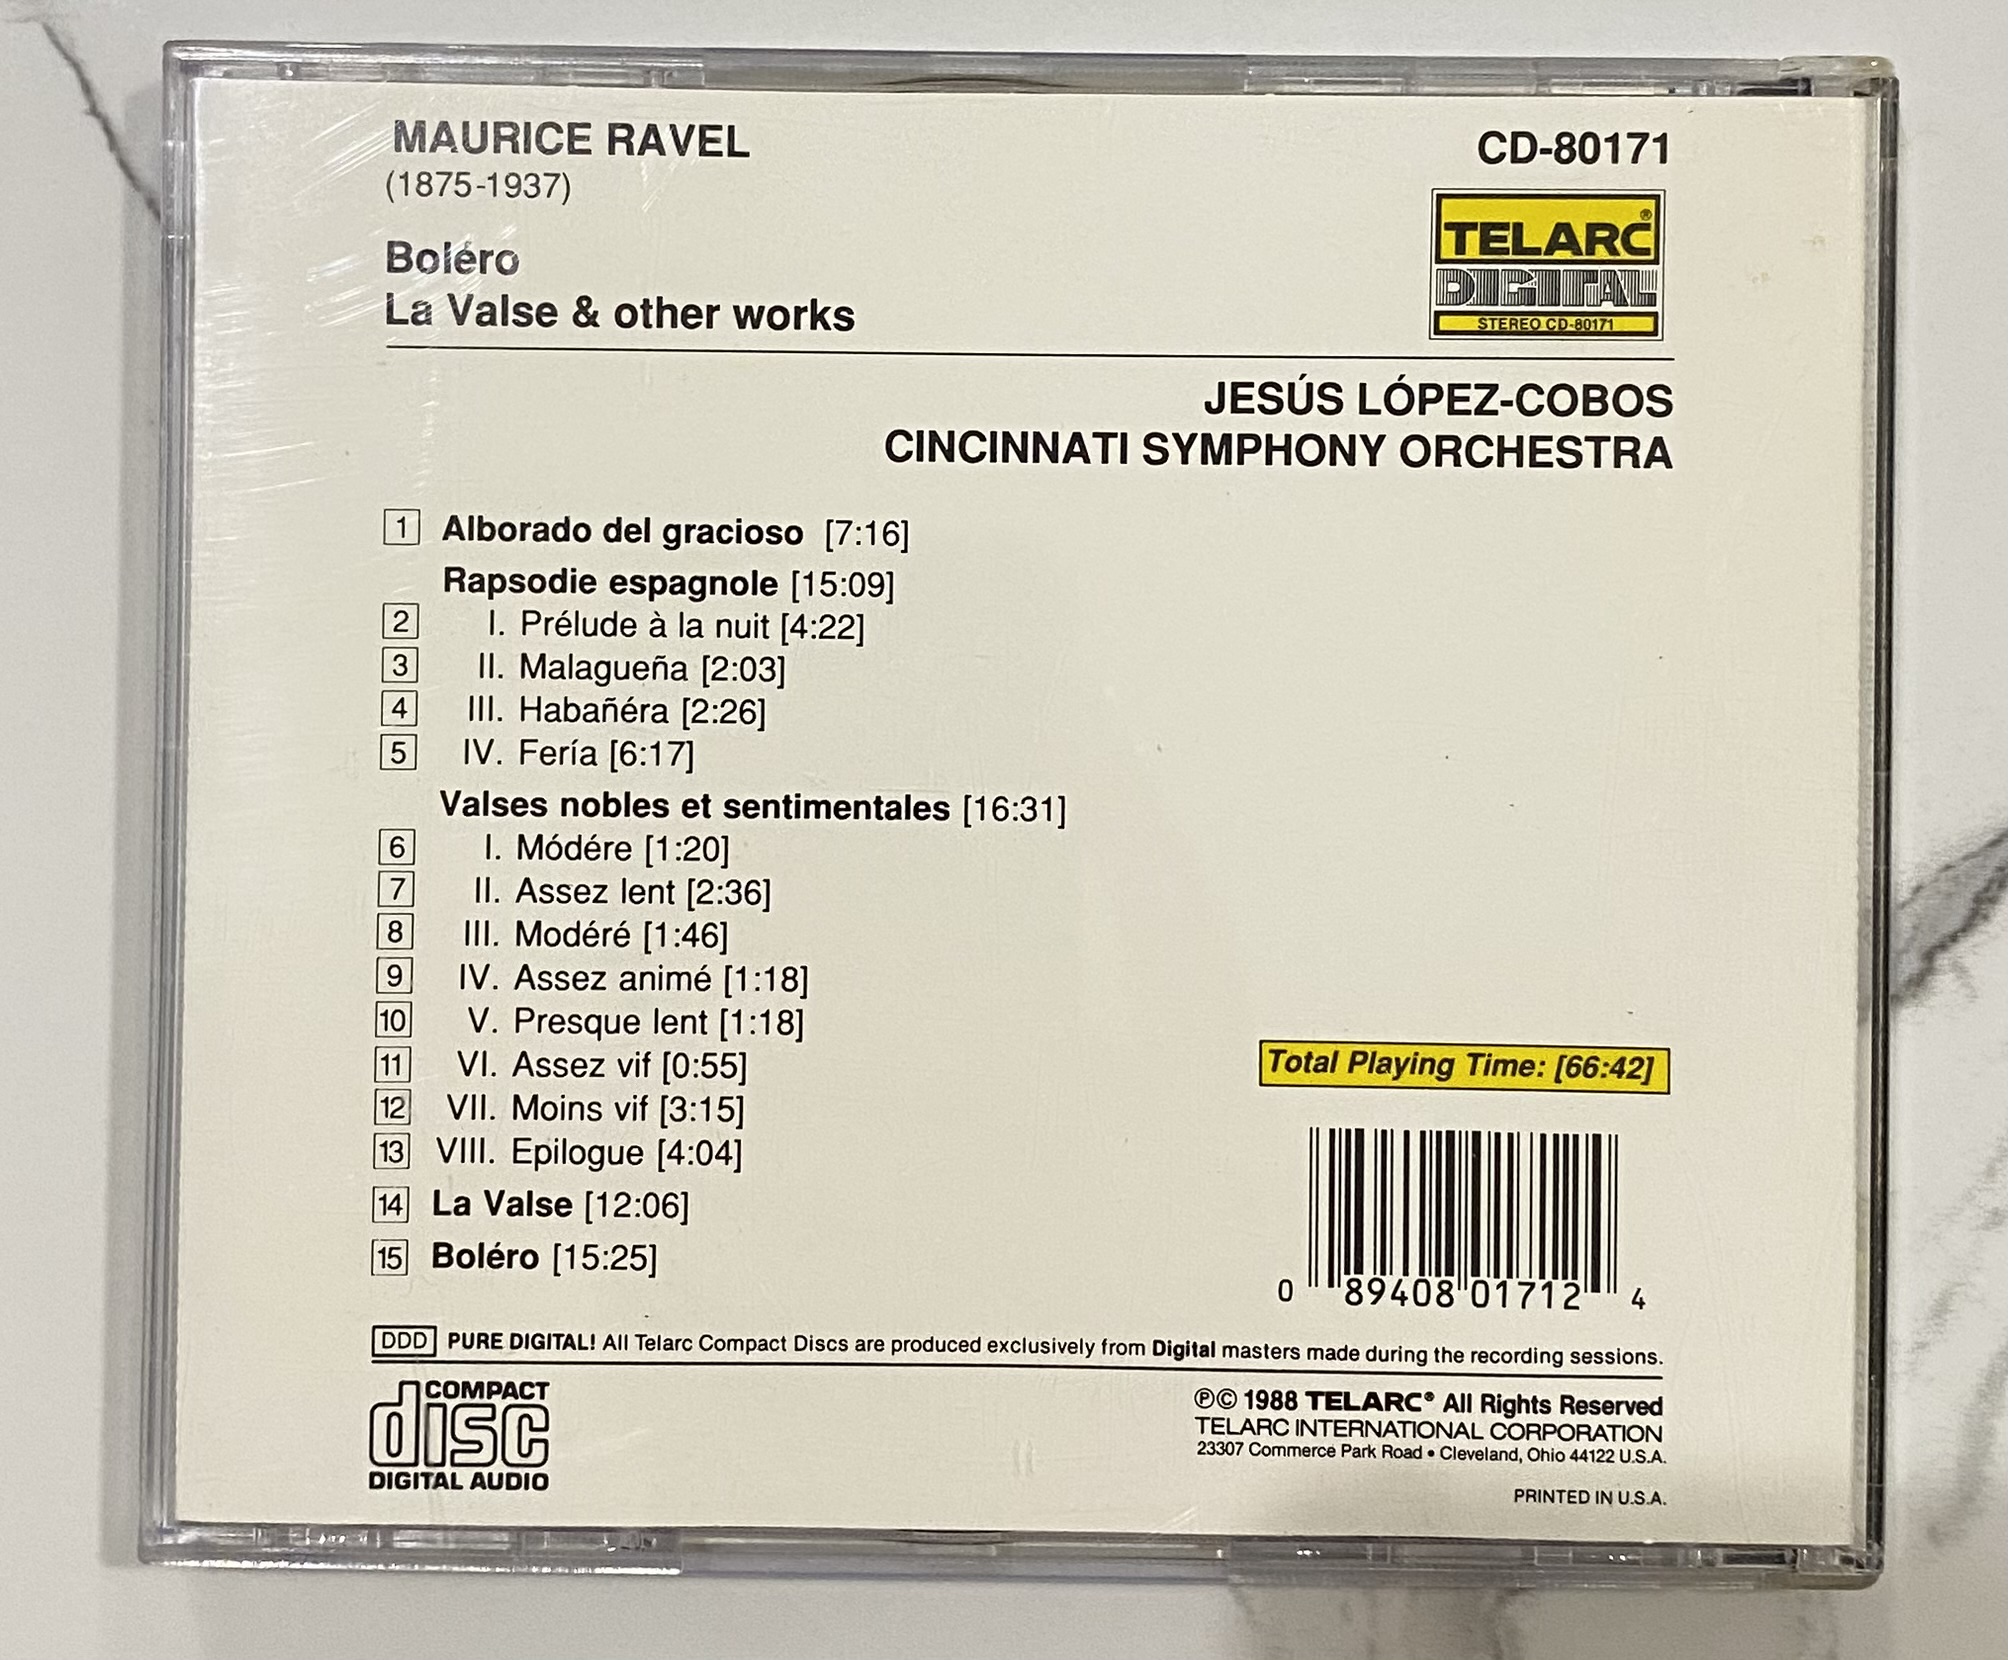 MAURICE RAVEL
(1875-1937)
Boléro
La Valse & other works
CD-80171
TELARC®
DIGITAL
STEREO CD-80171
JESÚS LÓPEZ-COBOS
CINCINNATI SYMPHONY ORCHESTRA
1 Alborado del gracioso [7:16]
Rapsodie espagnole [15:09]
2 I. Prélude à la nuit [4:22]
3 II. Malagueña [2:03]
4 III. Habañéra [2:26]
5 IV. Fería [6:17]
Valses nobles et sentimentales [16:31]
6 I. Módére [1:20]
7 II. Assez lent [2:36]
8 III. Modéré [1:46]
9 IV. Assez animé [1:18]
10 V. Presque lent [1:18]
11 VI. Assez vif [0:55]
12 VII. Moins vif [3:15]
13 VIII. Epilogue [4:04]
14 La Valse [12:06]
15 Boléro [15:25]
Total Playing Time: [66:42]
0 89408 01712 4
DDD PURE DIGITAL! All Telarc Compact Discs are produced exclusively from Digital masters made during the recording sessions.
COMPACT
disc
DIGITAL AUDIO
℗© 1988 TELARC® All Rights Reserved
TELARC INTERNATIONAL CORPORATION
23307 Commerce Park Road • Cleveland, Ohio 44122 U.S.A.
PRINTED IN U.S.A.